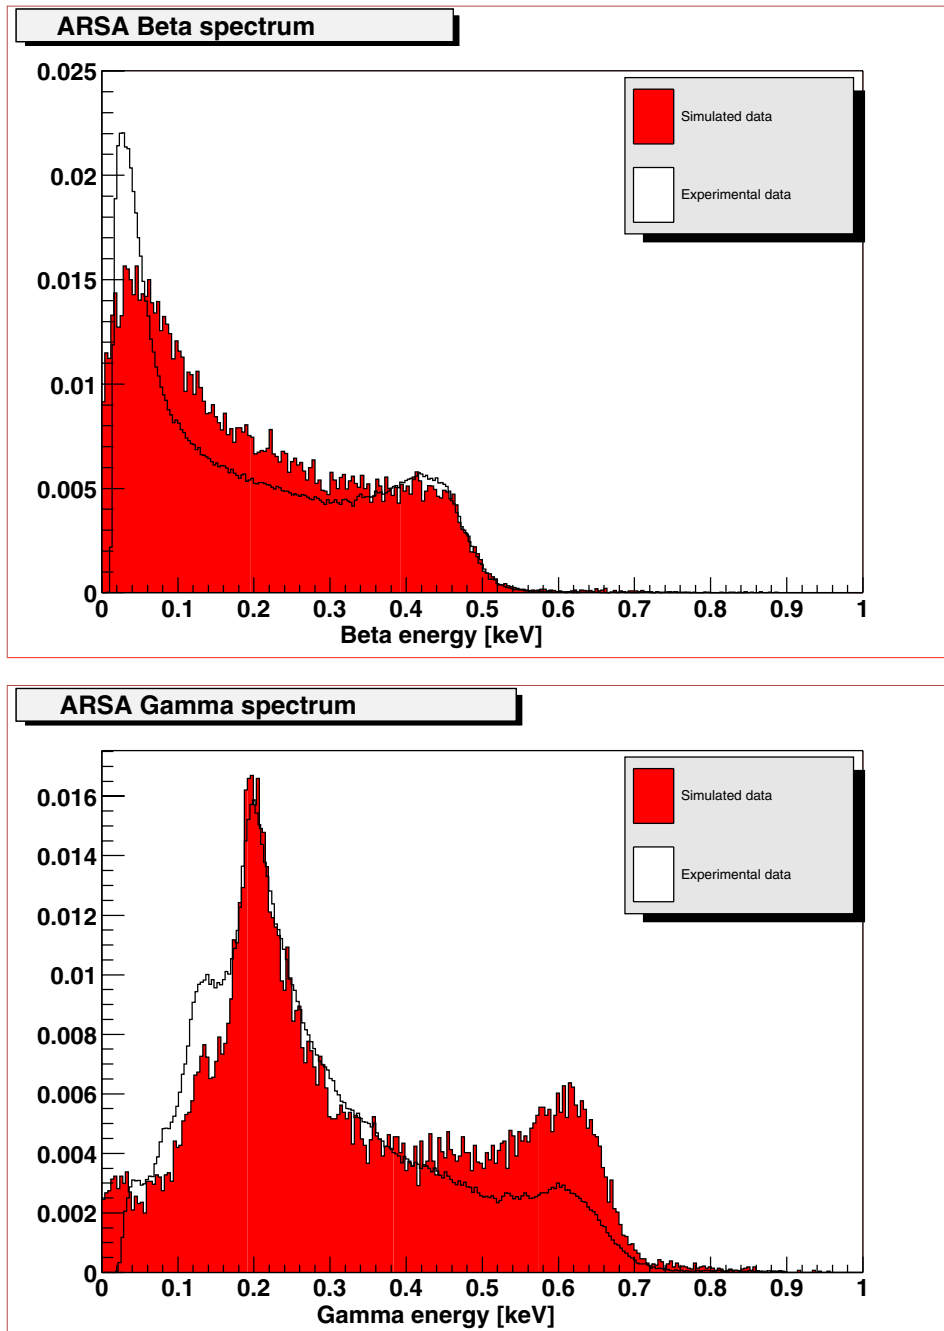 ARSA Beta spectrum
0.025
0.02
0.015
0.01
0.005
0
Simulated data
Experimental data
0 0.1 0.2 0.3 0.4 0.5 0.6 0.7 0.8 0.9 1
Beta energy [keV]
ARSA Gamma spectrum
0.016
0.014
0.012
0.01
0.008
0.006
0.004
0.002
0
Simulated data
Experimental data
0 0.1 0.2 0.3 0.4 0.5 0.6 0.7 0.8 0.9 1
Gamma energy [keV]